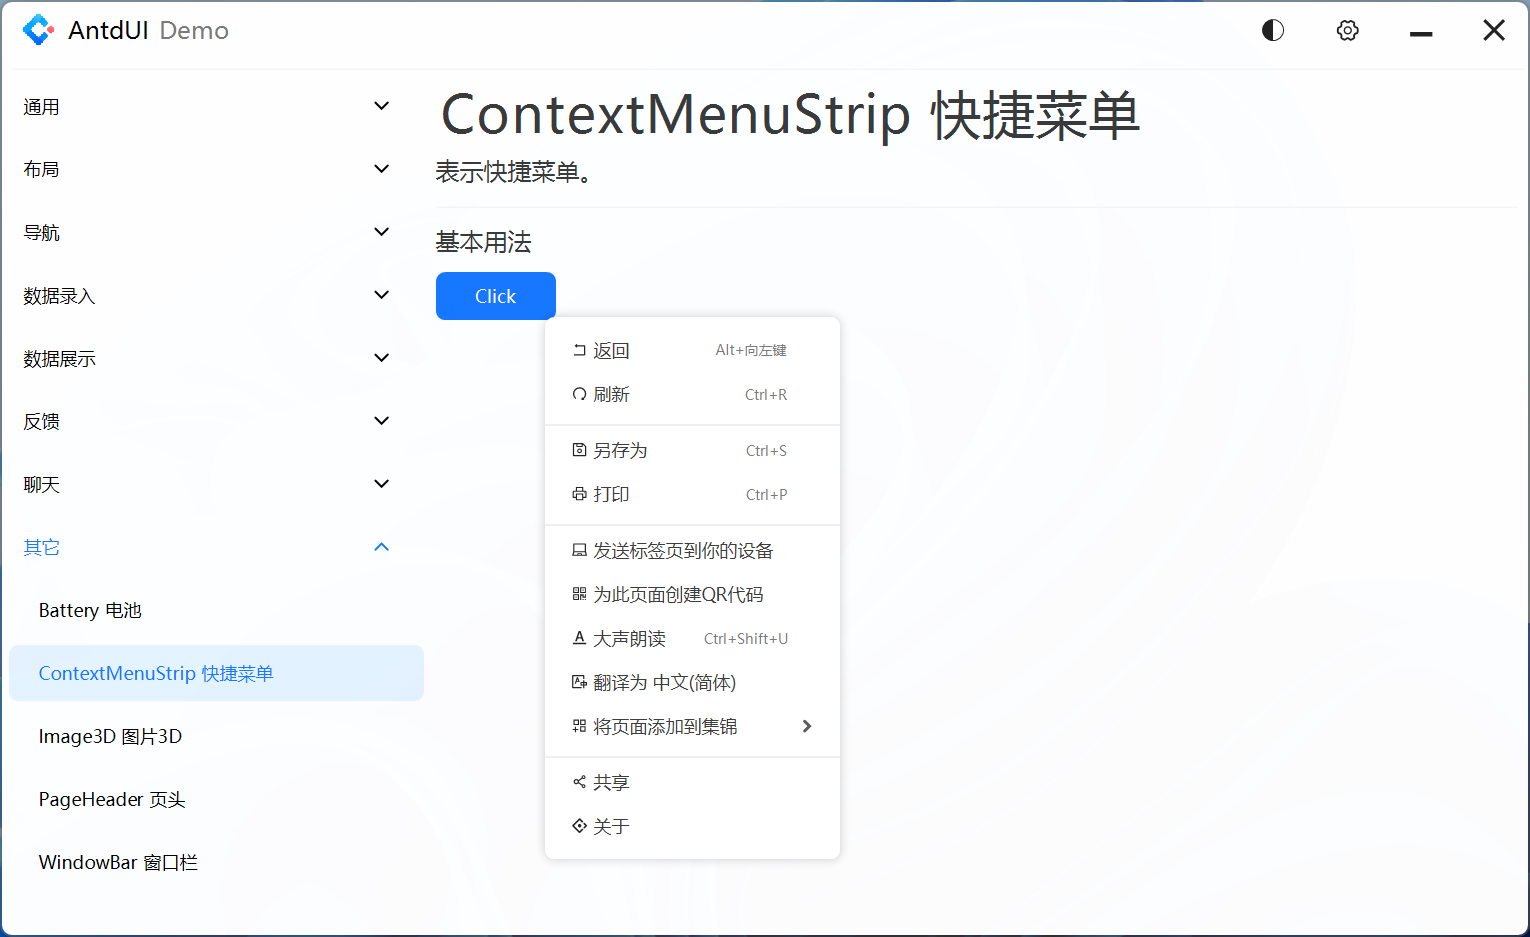 AntdUI Demo
通用
布局
导航
数据录入
数据展示
反馈
聊天
其它
Battery 电池
ContextMenuStrip 快捷菜单
Image3D 图片3D
PageHeader 页头
WindowBar 窗口栏
ContextMenuStrip 快捷菜单
表示快捷菜单。
基本用法
Click
返回 Alt+向左键
刷新 Ctrl+R
另存为 Ctrl+S
打印 Ctrl+P
发送标签页到你的设备
为此页面创建QR代码
大声朗读 Ctrl+Shift+U
翻译为 中文(简体)
将页面添加到集锦
共享
关于